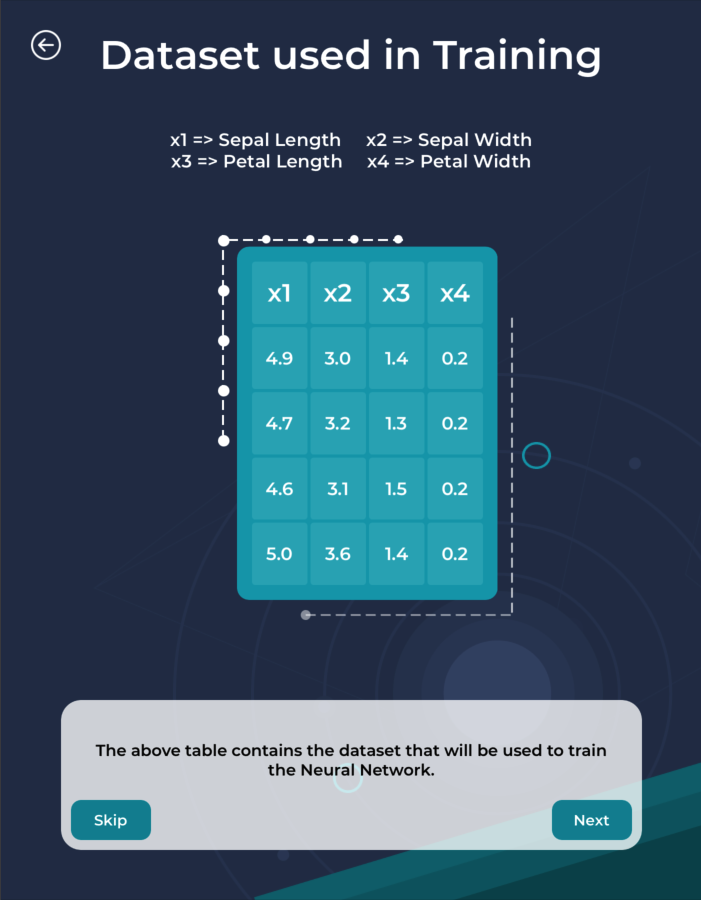 Dataset used in Training
x1 => Sepal Length x2 => Sepal Width
x3 => Petal Length x4 => Petal Width
x1 x2 x3 x4
4.9 3.0 1.4 0.2
4.7 3.2 1.3 0.2
4.6 3.1 1.5 0.2
5.0 3.6 1.4 0.2
The above table contains the dataset that will be used to train
the Neural Network.
Skip Next